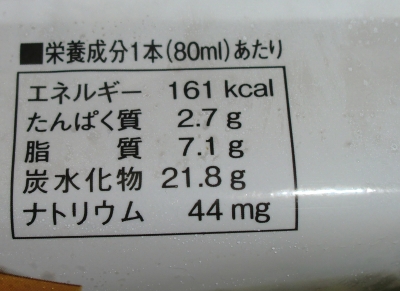 ■栄養成分1本(80ml)あたり
エネルギー 161 kcal
たんぱく質 2.7 g
脂 質 7.1 g
炭水化物 21.8 g
ナトリウム 44 mg